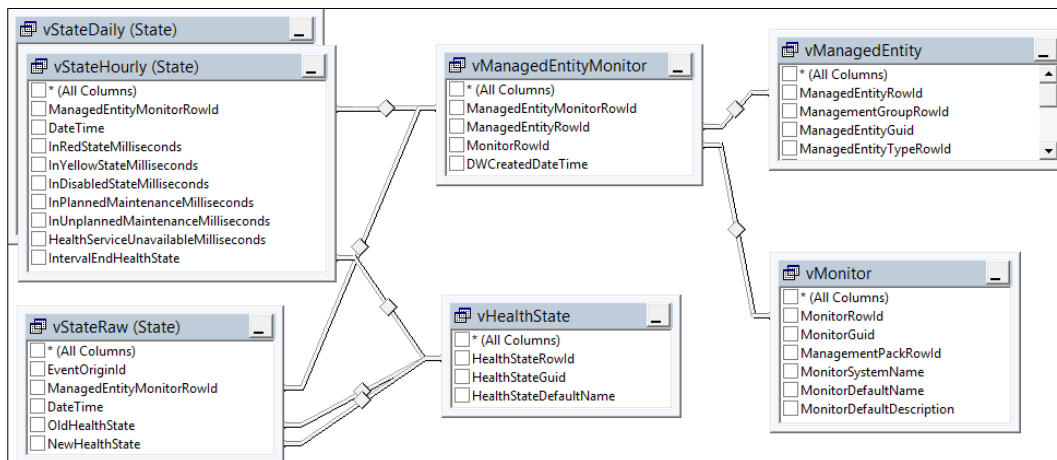 vStateDaily (State)
vStateHourly (State)
* (All Columns)
ManagedEntityMonitorRowId
DateTime
InRedStateMilliseconds
InYellowStateMilliseconds
InDisabledStateMilliseconds
InPlannedMaintenanceMilliseconds
InUnplannedMaintenanceMilliseconds
HealthServiceUnavailableMilliseconds
IntervalEndHealthState
vManagedEntityMonitor
* (All Columns)
ManagedEntityMonitorRowId
ManagedEntityRowId
MonitorRowId
DWCreatedDateTime
vManagedEntity
* (All Columns)
ManagedEntityRowId
ManagementGroupRowId
ManagedEntityGuid
ManagedEntityTypeRowId
vStateRaw (State)
* (All Columns)
EventOriginId
ManagedEntityMonitorRowId
DateTime
OldHealthState
NewHealthState
vHealthState
* (All Columns)
HealthStateRowId
HealthStateGuid
HealthStateDefaultName
vMonitor
* (All Columns)
MonitorRowId
MonitorGuid
ManagementPackRowId
MonitorSystemName
MonitorDefaultName
MonitorDefaultDescription